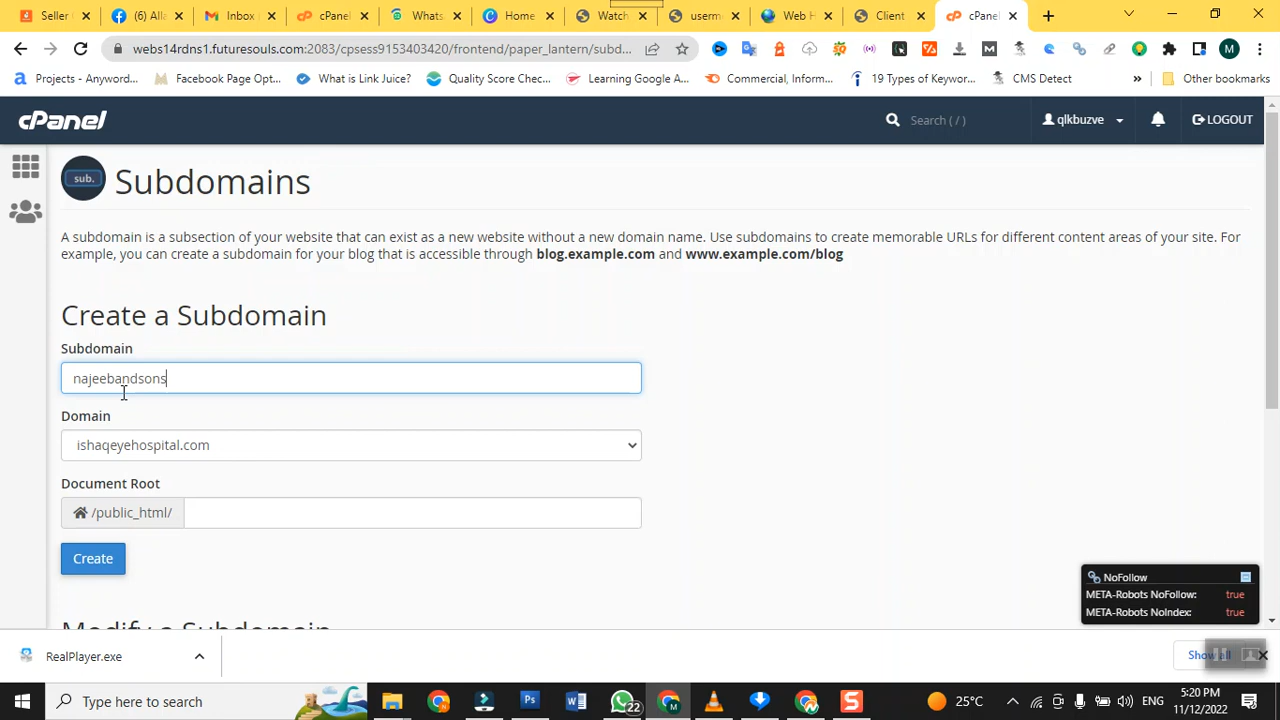 Seller (
(2) Alla
Inbox
cPanel
Whats
Home
Watch
userm
Web H
Client
cPanel
webs14rdns1.futuresouls.com:2083/cpsess9153403420/frontend/paper_lantern/subd...
M
Projects - Anyword...
Facebook Page Opt...
What is Link Juice?
Quality Score Chec...
Learning Google A...
Commercial, Inform...
19 Types of Keywor...
CMS Detect
»
Other bookmarks
cPanel
Search ( / )
qlkbuzve
LOGOUT
sub.
Subdomains
A subdomain is a subsection of your website that can exist as a new website without a new domain name. Use subdomains to create memorable URLs for different content areas of your site. For
example, you can create a subdomain for your blog that is accessible through blog.example.com and www.example.com/blog
Create a Subdomain
Subdomain
najeebandsons
Domain
ishaqeyehospital.com
Document Root
/public_html/
Create
NoFollow
META-Robots NoFollow: true
META-Robots NoIndex: true
Modify a Subdomain
RealPlayer.exe
Show all
Type here to search
22
25°C
ENG
5:20 PM
11/12/2022